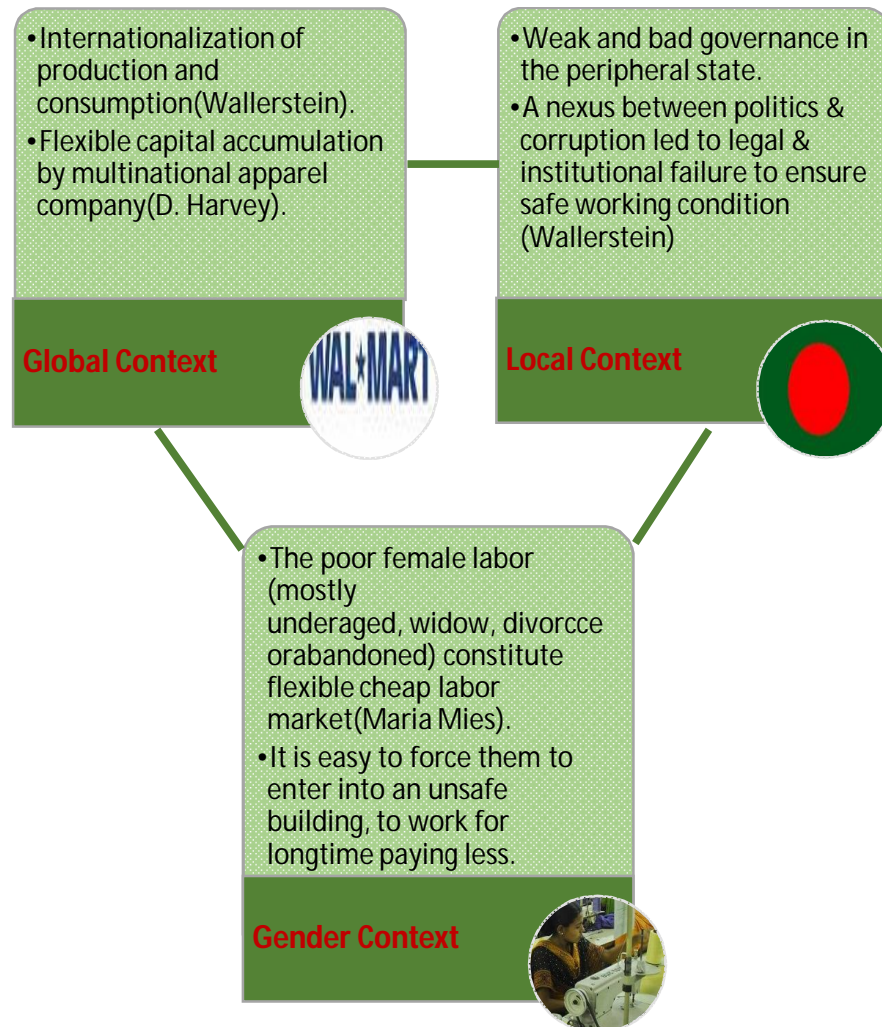 •Internationalization of
production and
consumption(Wallerstein).
•Flexible capital accumulation
by multinational apparel
company(D. Harvey).
Global Context
WAL★MART
•Weak and bad governance in
the peripheral state.
•A nexus between politics &
corruption led to legal &
institutional failure to ensure
safe working condition
(Wallerstein)
Local Context
•The poor female labor
(mostly
underaged, widow, divorcce
orabandoned) constitute
flexible cheap labor
market(Maria Mies).
•It is easy to force them to
enter into an unsafe
building, to work for
longtime paying less.
Gender Context